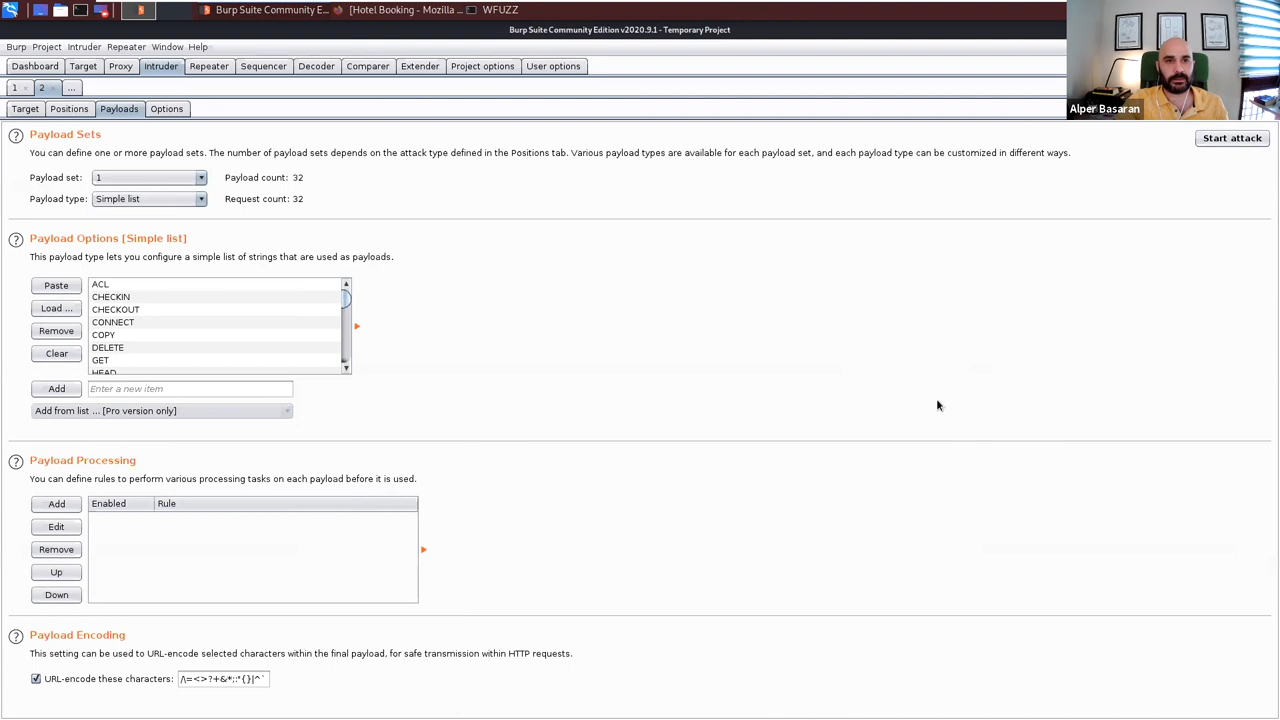 Burp Suite Community E...
[Hotel Booking - Mozilla ...
WFUZZ
Burp Suite Community Edition v2020.9.1 - Temporary Project
Burp Project Intruder Repeater Window Help
Dashboard Target Proxy Intruder Repeater Sequencer Decoder Comparer Extender Project options User options
1 × 2 × ...
Target Positions Payloads Options
Alper Basaran
? Payload Sets
Start attack
You can define one or more payload sets. The number of payload sets depends on the attack type defined in the Positions tab. Various payload types are available for each payload set, and each payload type can be customized in different ways.
Payload set: 1 Payload count: 32
Payload type: Simple list Request count: 32
? Payload Options [Simple list]
This payload type lets you configure a simple list of strings that are used as payloads.
Paste
Load ...
Remove
Clear
ACL
CHECKIN
CHECKOUT
CONNECT
COPY
DELETE
GET
HEAD
Add Enter a new item
Add from list ... [Pro version only]
? Payload Processing
You can define rules to perform various processing tasks on each payload before it is used.
Add
Edit
Remove
Up
Down
Enabled Rule
? Payload Encoding
This setting can be used to URL-encode selected characters within the final payload, for safe transmission within HTTP requests.
URL-encode these characters: /\=<>?+&*;:"{}|^`